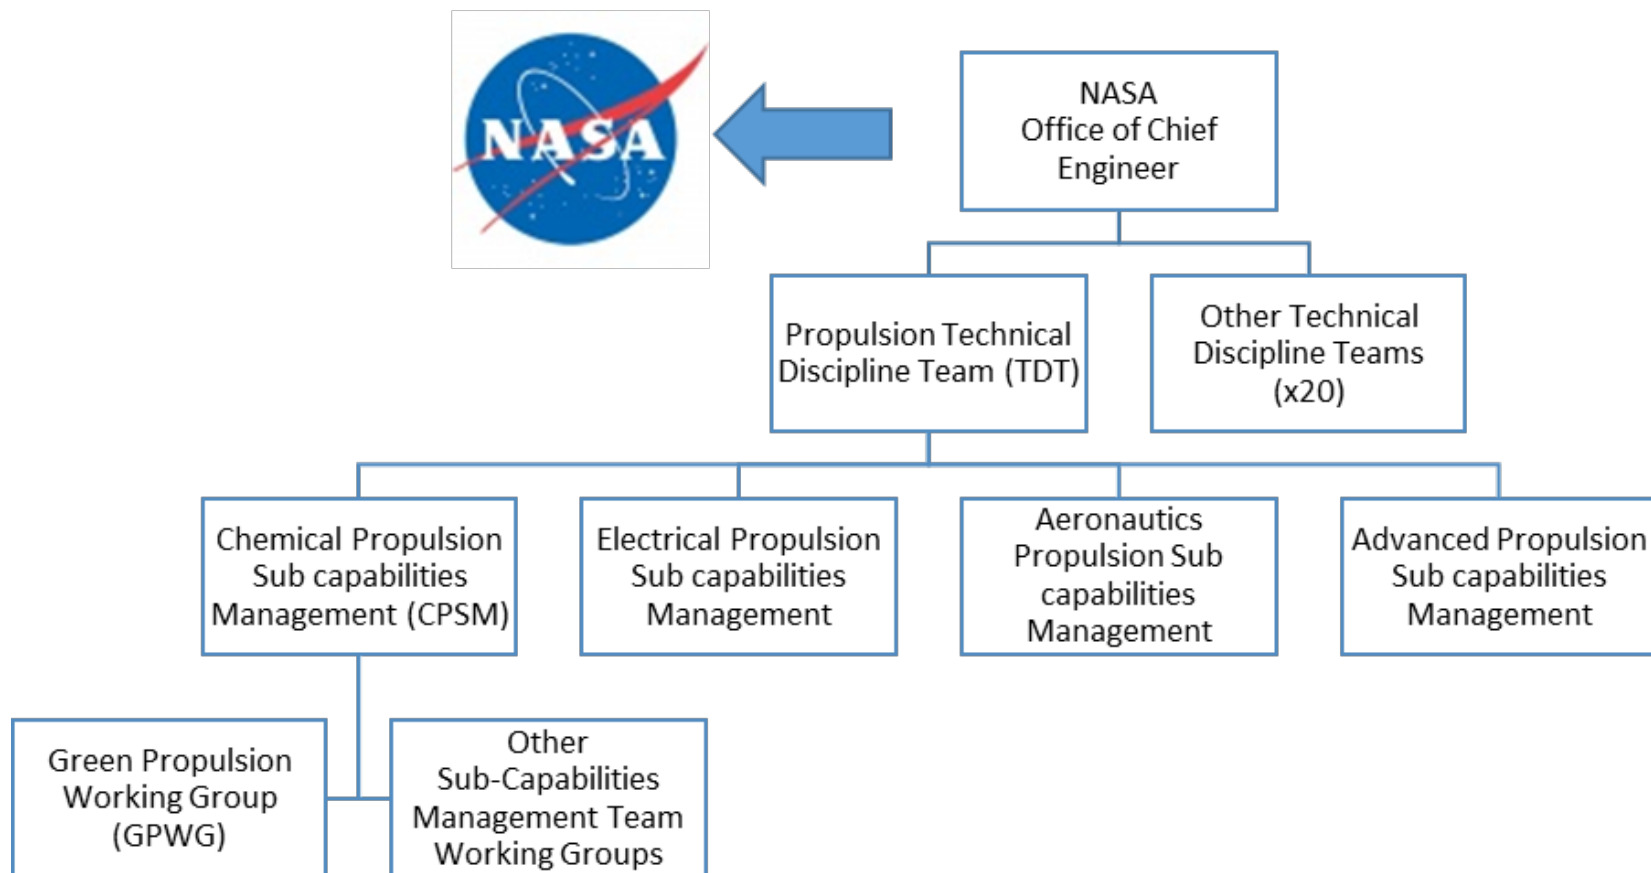 NASA
NASA
Office of Chief
Engineer
Propulsion Technical
Discipline Team (TDT)
Other Technical
Discipline Teams
(x20)
Chemical Propulsion
Sub capabilities
Management (CPSM)
Electrical Propulsion
Sub capabilities
Management
Aeronautics
Propulsion Sub
capabilities
Management
Advanced Propulsion
Sub capabilities
Management
Green Propulsion
Working Group
(GPWG)
Other
Sub-Capabilities
Management Team
Working Groups